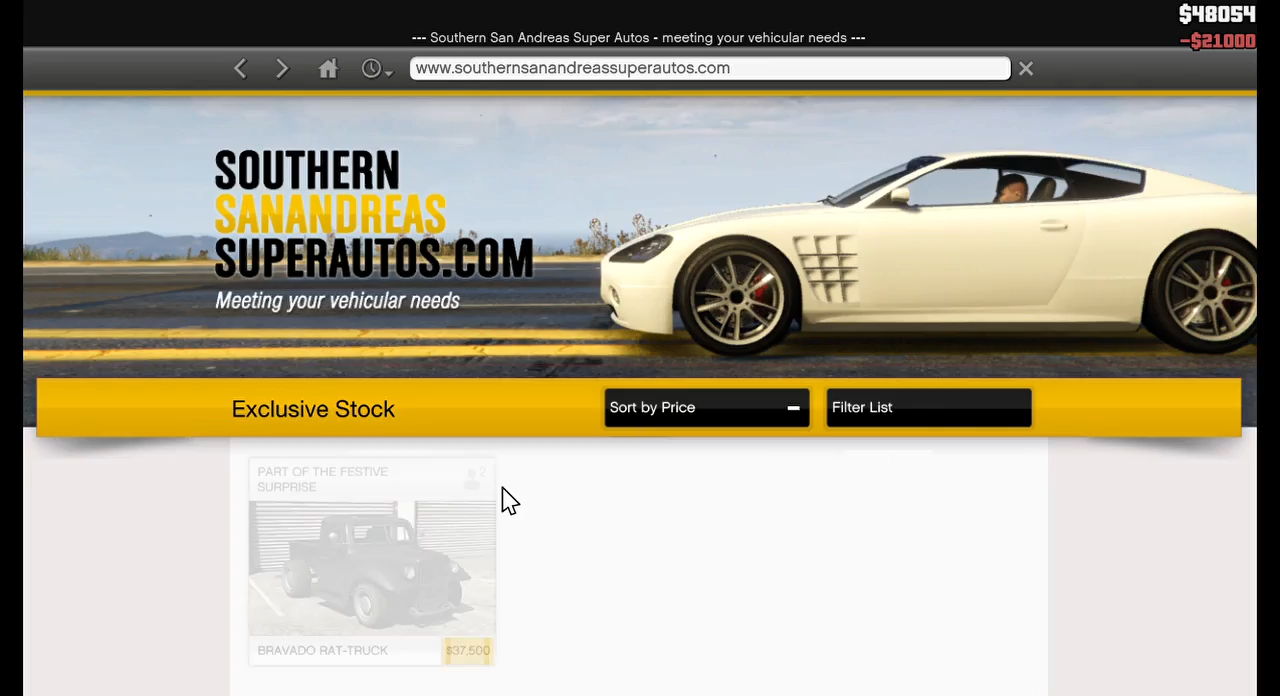 $48054
--- Southern San Andreas Super Autos - meeting your vehicular needs ---
-$21000
www.southernsanandreassuperautos.com
SOUTHERN
SANANDREAS
SUPERAUTOS.COM
Meeting your vehicular needs
Exclusive Stock
Sort by Price
Filter List
PART OF THE FESTIVE
SURPRISE
2
BRAVADO RAT-TRUCK
$37,500